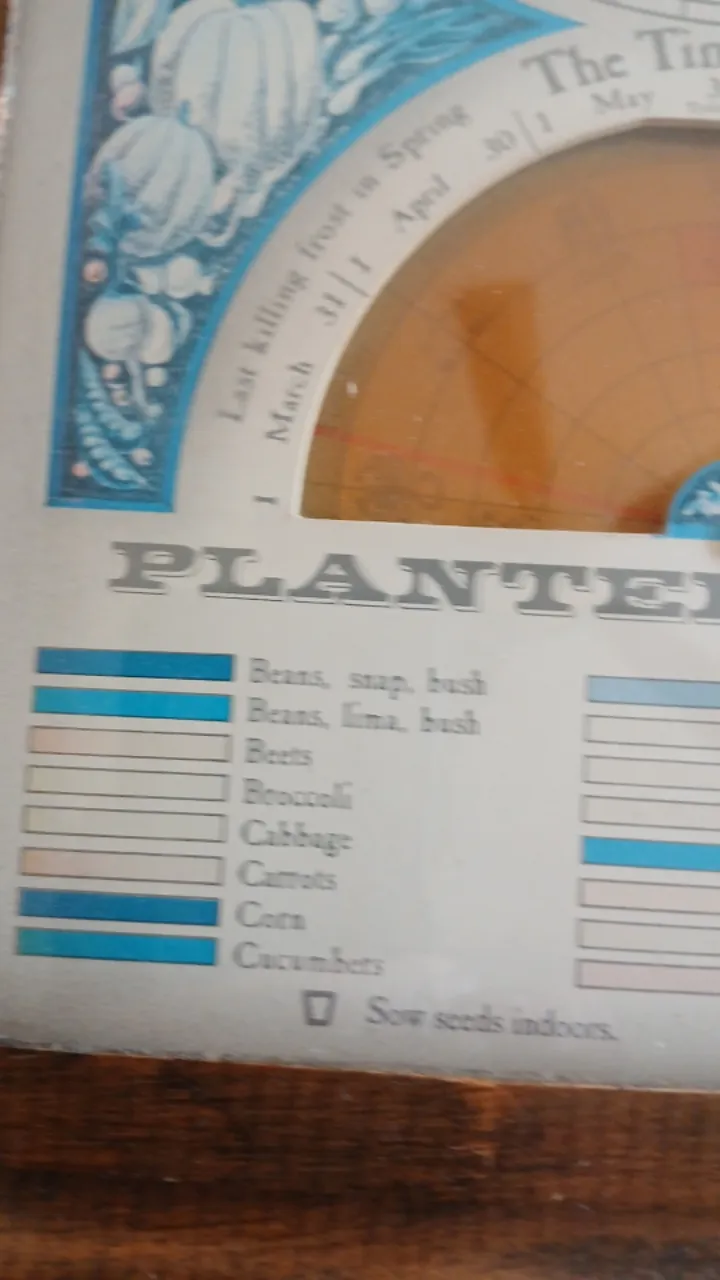 The Tim
Last killing frost in Spring
1 March 31/1 April 30/1 May
PLANTE
Beans, snap, bush
Beans, lima, bush
Beets
Broccoli
Cabbage
Carrots
Corn
Cucumbers
Sow seeds indoors.